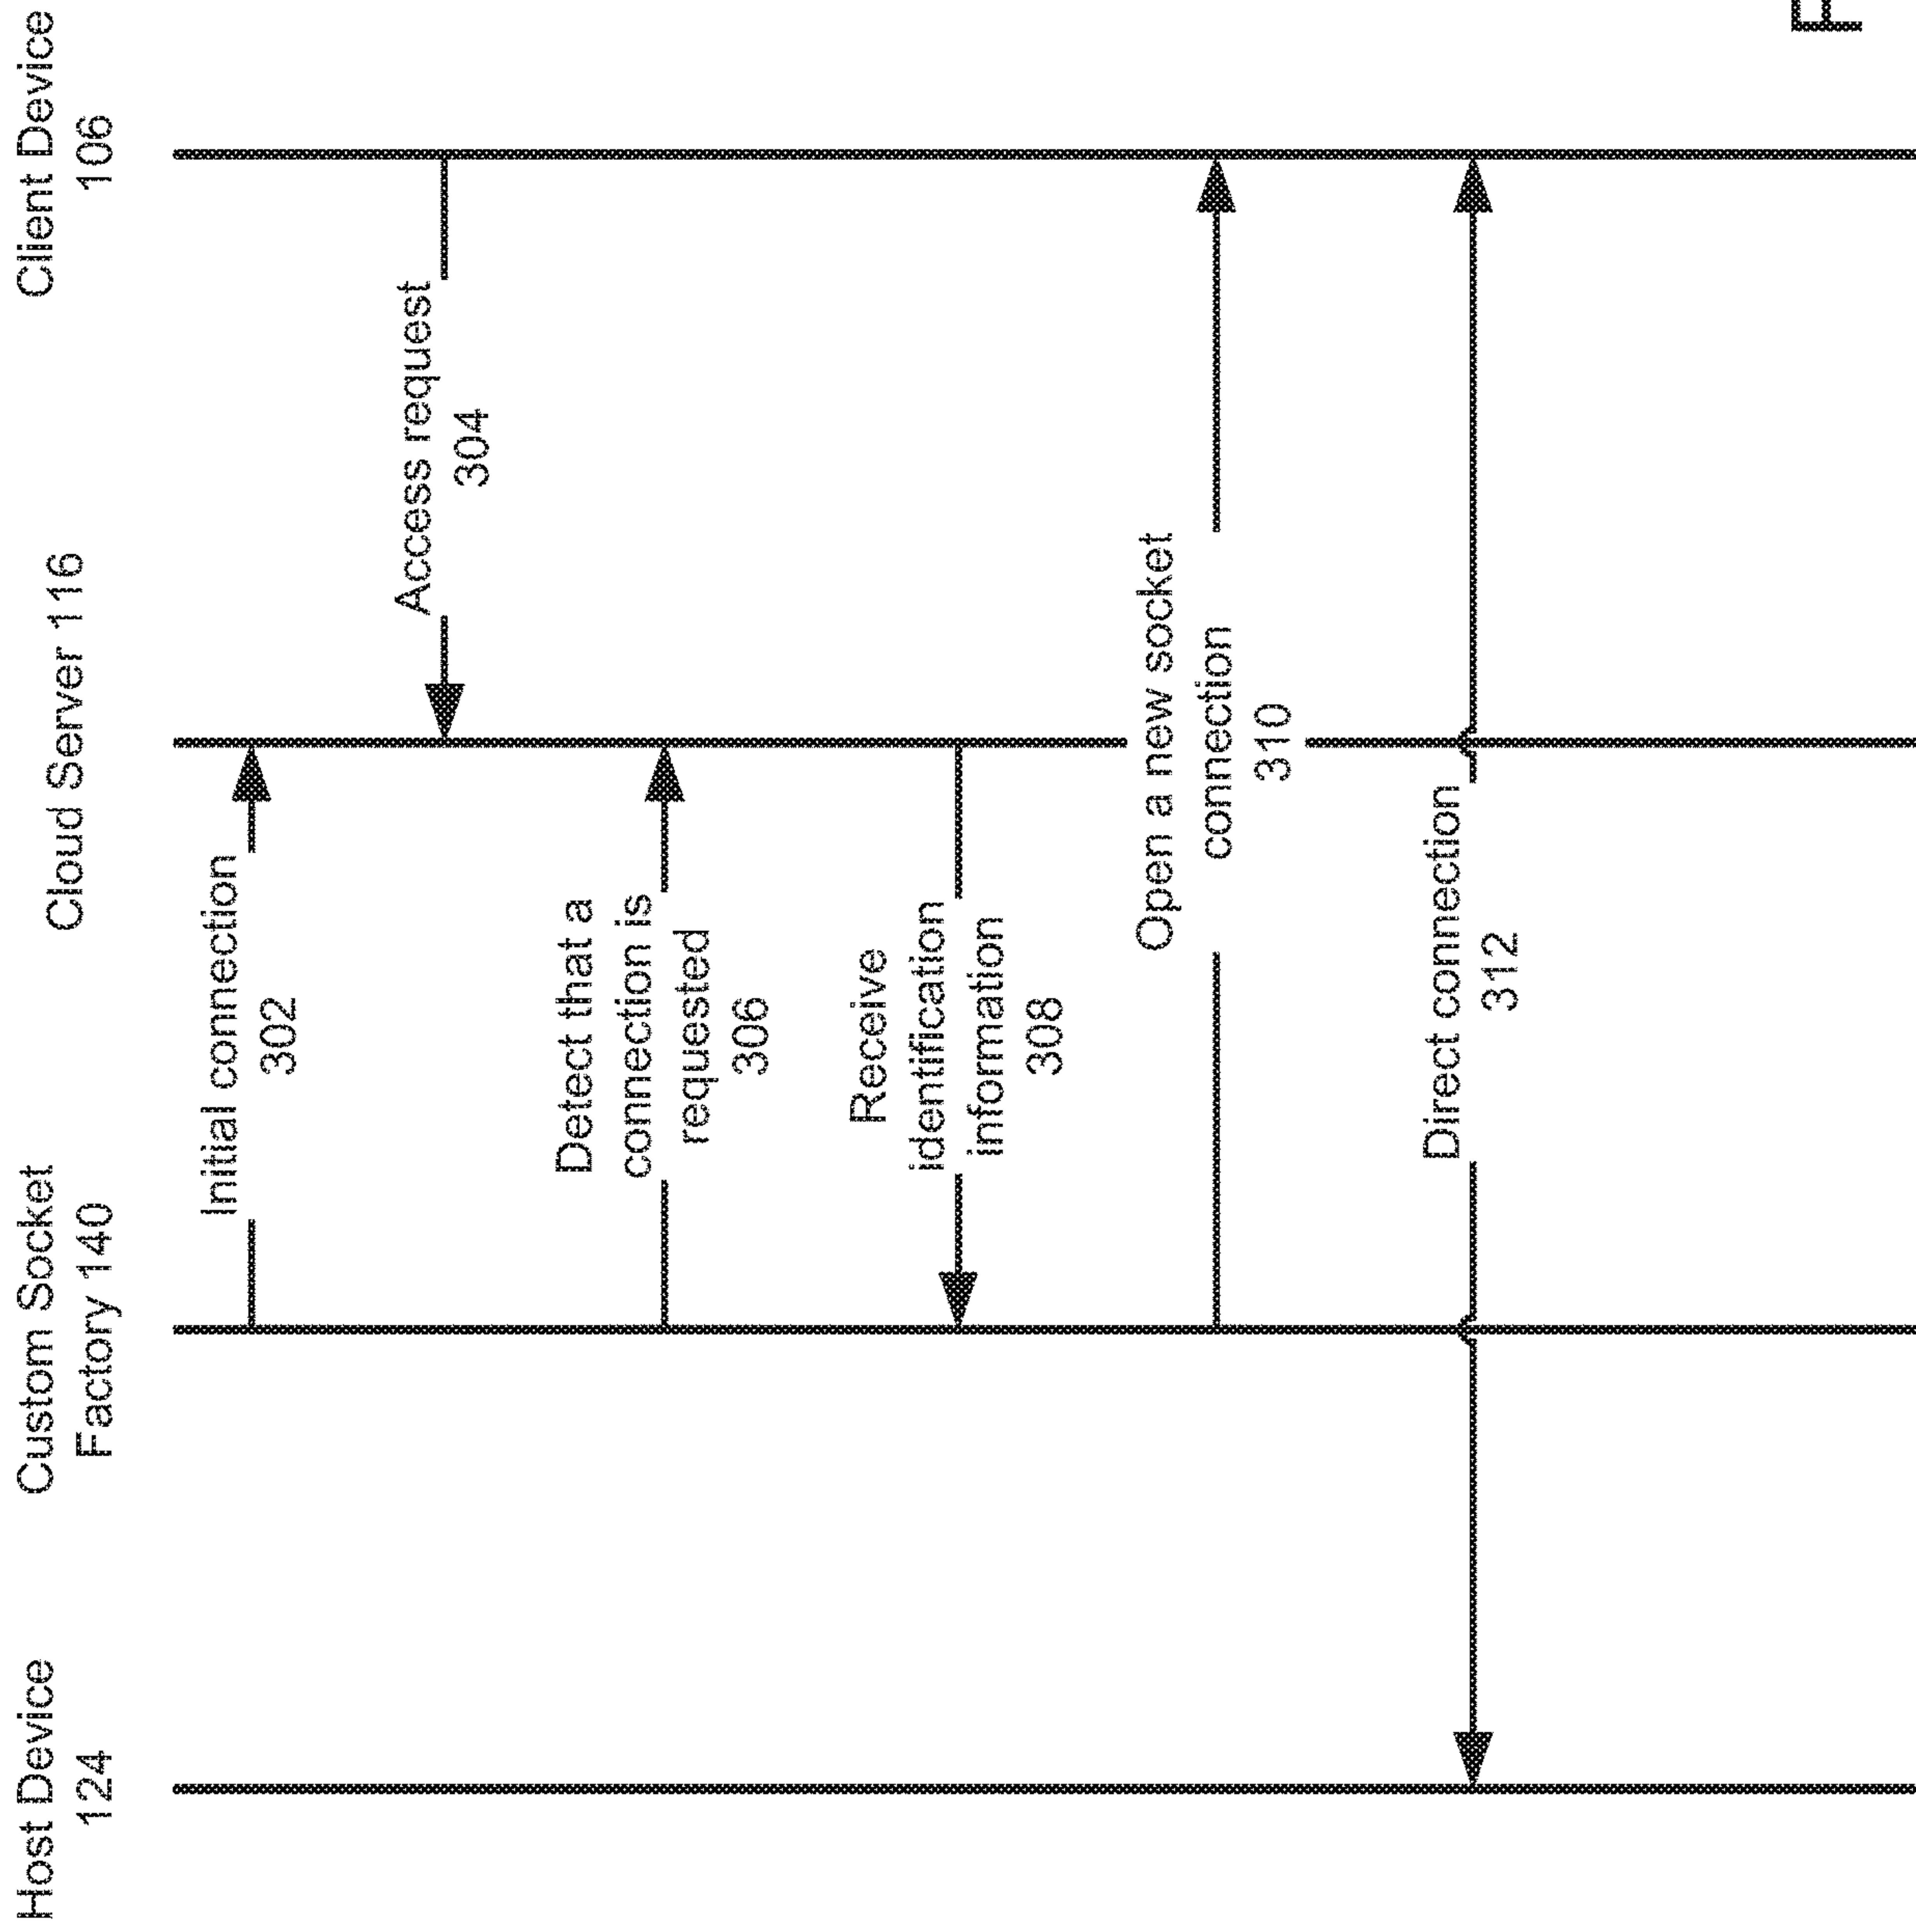 Host Device
124
Custom Socket
Factory 140
Cloud Server 116
Client Device
106
Initial connection
302
Access request
304
Detect that a
connection is
requested
306
Receive
identification
information
308
Open a new socket
connection
310
Direct connection
312
F